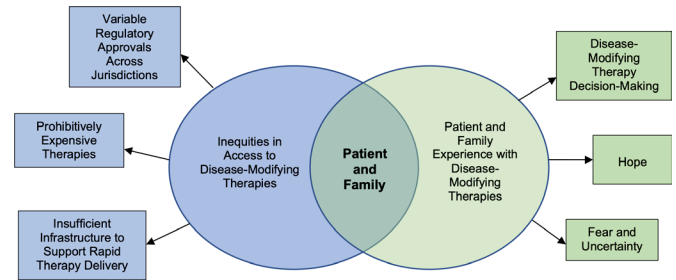 Variable
Regulatory
Approvals
Across
Jurisdictions
Prohibitively
Expensive
Therapies
Insufficient
Infrastructure to
Support Rapid
Therapy Delivery
Inequities in
Access to
Disease-Modifying
Therapies
Patient
and
Family
Patient and
Family
Experience with
Disease-
Modifying
Therapies
Disease-
Modifying
Therapy
Decision-Making
Hope
Fear and
Uncertainty